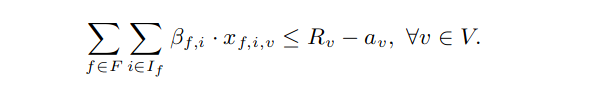 ∑_{f∈F} ∑_{i∈I_f} β_{f,i} · x_{f,i,v} ≤ R_v − a_v, ∀v ∈ V.